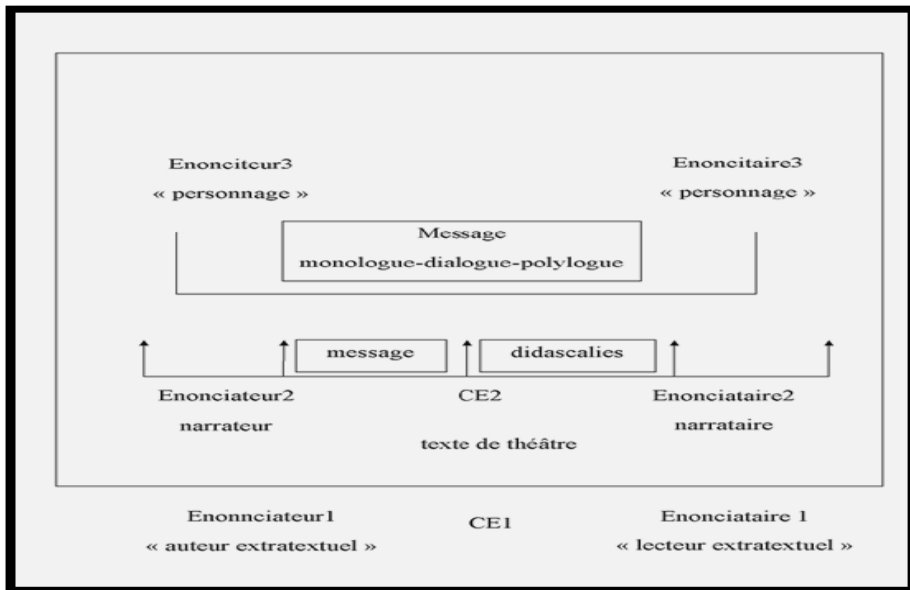 Enonciteur3
Enoncitaire3
« personnage »
« personnage »
Message
monologue-dialogue-polylogue
message
didascalies
Enonciateur2
CE2
Enonciataire2
narrateur
narrataire
texte de théâtre
Enonnciateur1
CE1
Enonciataire 1
« auteur extratextuel »
« lecteur extratextuel »